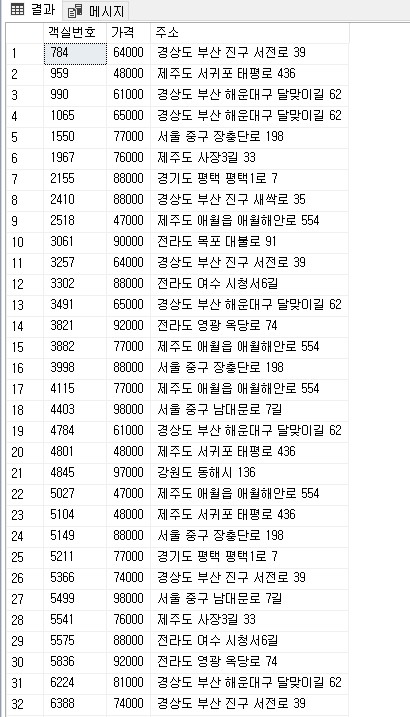 결과 메시지
객실번호 가격 주소
1 784 64000 경상도 부산 진구 서전로 39
2 959 48000 제주도 서귀포 태평로 436
3 990 61000 경상도 부산 해운대구 달맞이길 62
4 1065 65000 경상도 부산 해운대구 달맞이길 62
5 1550 77000 서울 중구 장충단로 198
6 1967 76000 제주도 사장3길 33
7 2155 88000 경기도 평택 평택1로 7
8 2410 88000 경상도 부산 진구 새싹로 35
9 2518 47000 제주도 애월읍 애월해안로 554
10 3061 90000 전라도 목포 대불로 91
11 3257 64000 경상도 부산 진구 서전로 39
12 3302 88000 전라도 여수 시청서6길
13 3491 65000 경상도 부산 해운대구 달맞이길 62
14 3821 92000 전라도 영광 옥당로 74
15 3882 77000 제주도 애월읍 애월해안로 554
16 3998 88000 서울 중구 장충단로 198
17 4115 77000 제주도 애월읍 애월해안로 554
18 4403 98000 서울 중구 남대문로 7길
19 4784 61000 경상도 부산 해운대구 달맞이길 62
20 4801 48000 제주도 서귀포 태평로 436
21 4845 97000 강원도 동해시 136
22 5027 47000 제주도 애월읍 애월해안로 554
23 5104 48000 제주도 서귀포 태평로 436
24 5149 88000 서울 중구 장충단로 198
25 5211 77000 경기도 평택 평택1로 7
26 5366 74000 경상도 부산 진구 서전로 39
27 5499 98000 서울 중구 남대문로 7길
28 5541 76000 제주도 사장3길 33
29 5575 88000 전라도 여수 시청서6길
30 5836 92000 전라도 영광 옥당로 74
31 6224 81000 경상도 부산 해운대구 달맞이길 62
32 6388 74000 경상도 부산 진구 서전로 39